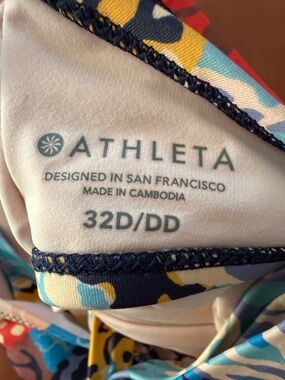 ATHLETA
DESIGNED IN SAN FRANCISCO
MADE IN CAMBODIA
32D/DD